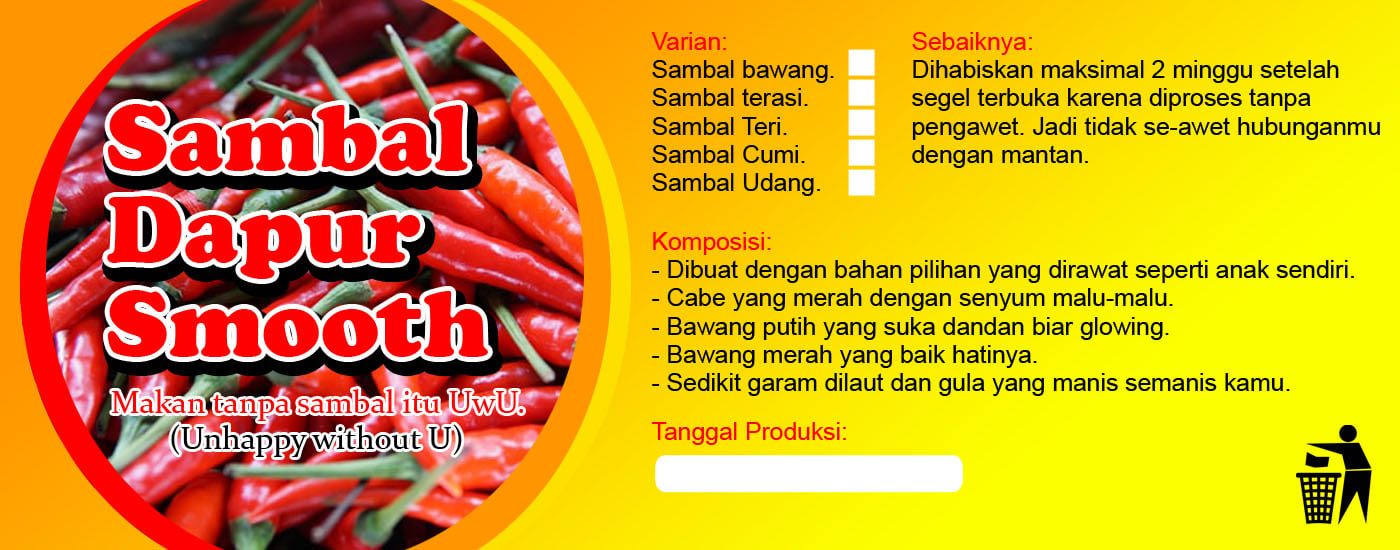 Sambal
Dapur
Smooth
Makan tanpa sambal itu UwU.
(Unhappy without U)
Varian:
Sambal bawang.
Sambal terasi.
Sambal Teri.
Sambal Cumi.
Sambal Udang.
Sebaiknya:
Dihabiskan maksimal 2 minggu setelah
segel terbuka karena diproses tanpa
pengawet. Jadi tidak se-awet hubunganmu
dengan mantan.
Komposisi:
- Dibuat dengan bahan pilihan yang dirawat seperti anak sendiri.
- Cabe yang merah dengan senyum malu-malu.
- Bawang putih yang suka dandan biar glowing.
- Bawang merah yang baik hatinya.
- Sedikit garam dilaut dan gula yang manis semanis kamu.
Tanggal Produksi: